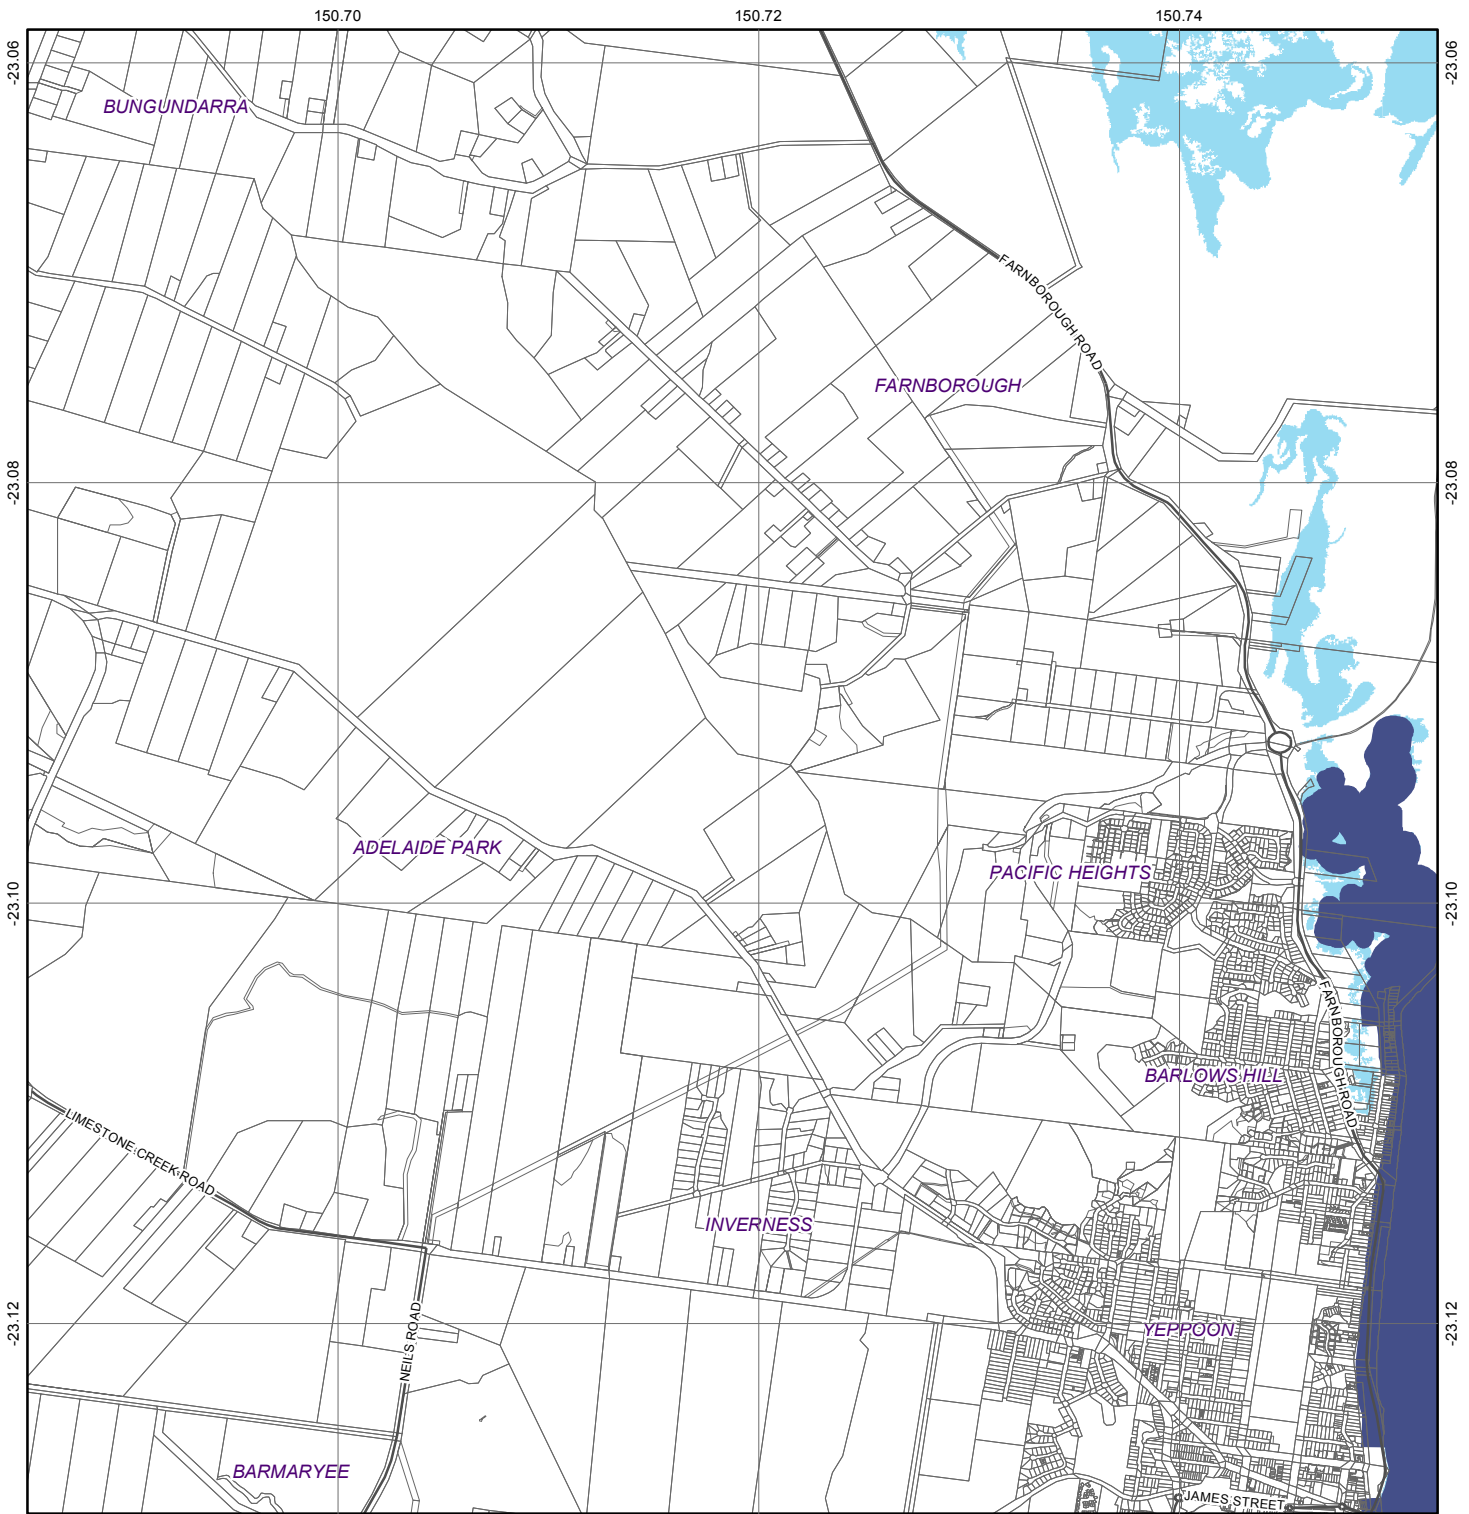 150.70
150.72
150.74
-23.06
-23.06
BUNGUNDARRA
FARNBOROUGH ROAD
FARNBOROUGH
-23.08
-23.08
ADELAIDE PARK
PACIFIC HEIGHTS
-23.10
-23.10
FARNBOROUGH ROAD
BARLOWS HILL
LIMESTONE CREEK ROAD
INVERNESS
-23.12
-23.12
YEPPOON
NEILS ROAD
BARMARYEE
JAMES STREET